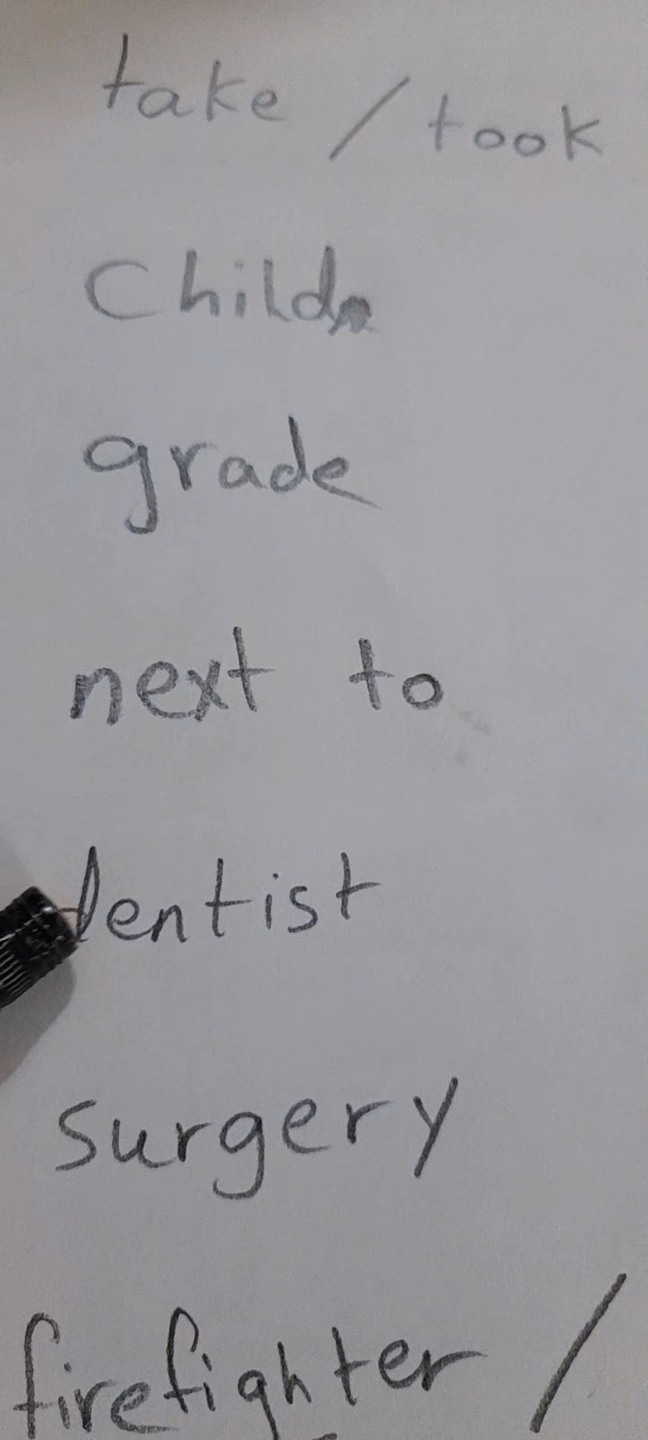 take / took
Child
grade
next to
dentist
surgery
firefighter /